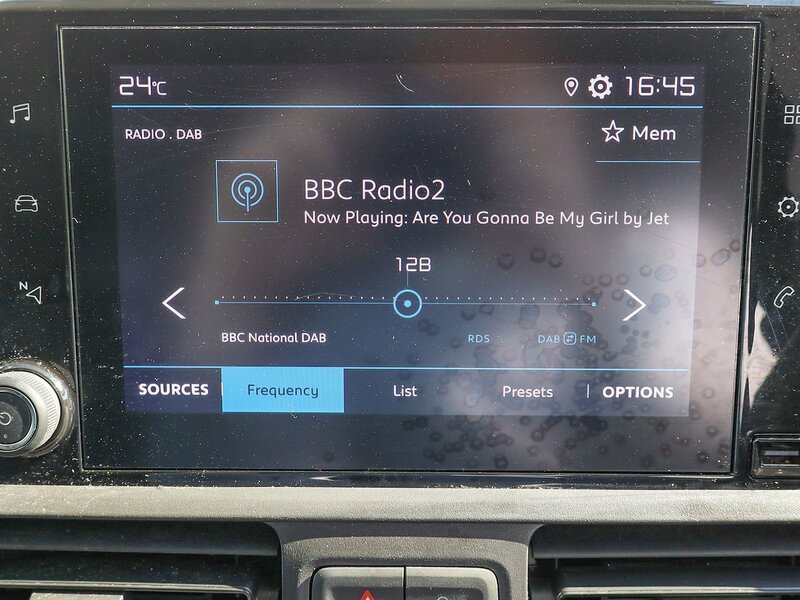 24°C 16:45
RADIO . DAB
Mem
BBC Radio2
Now Playing: Are You Gonna Be My Girl by Jet
12B
BBC National DAB RDS DAB FM
SOURCES Frequency List Presets OPTIONS
N